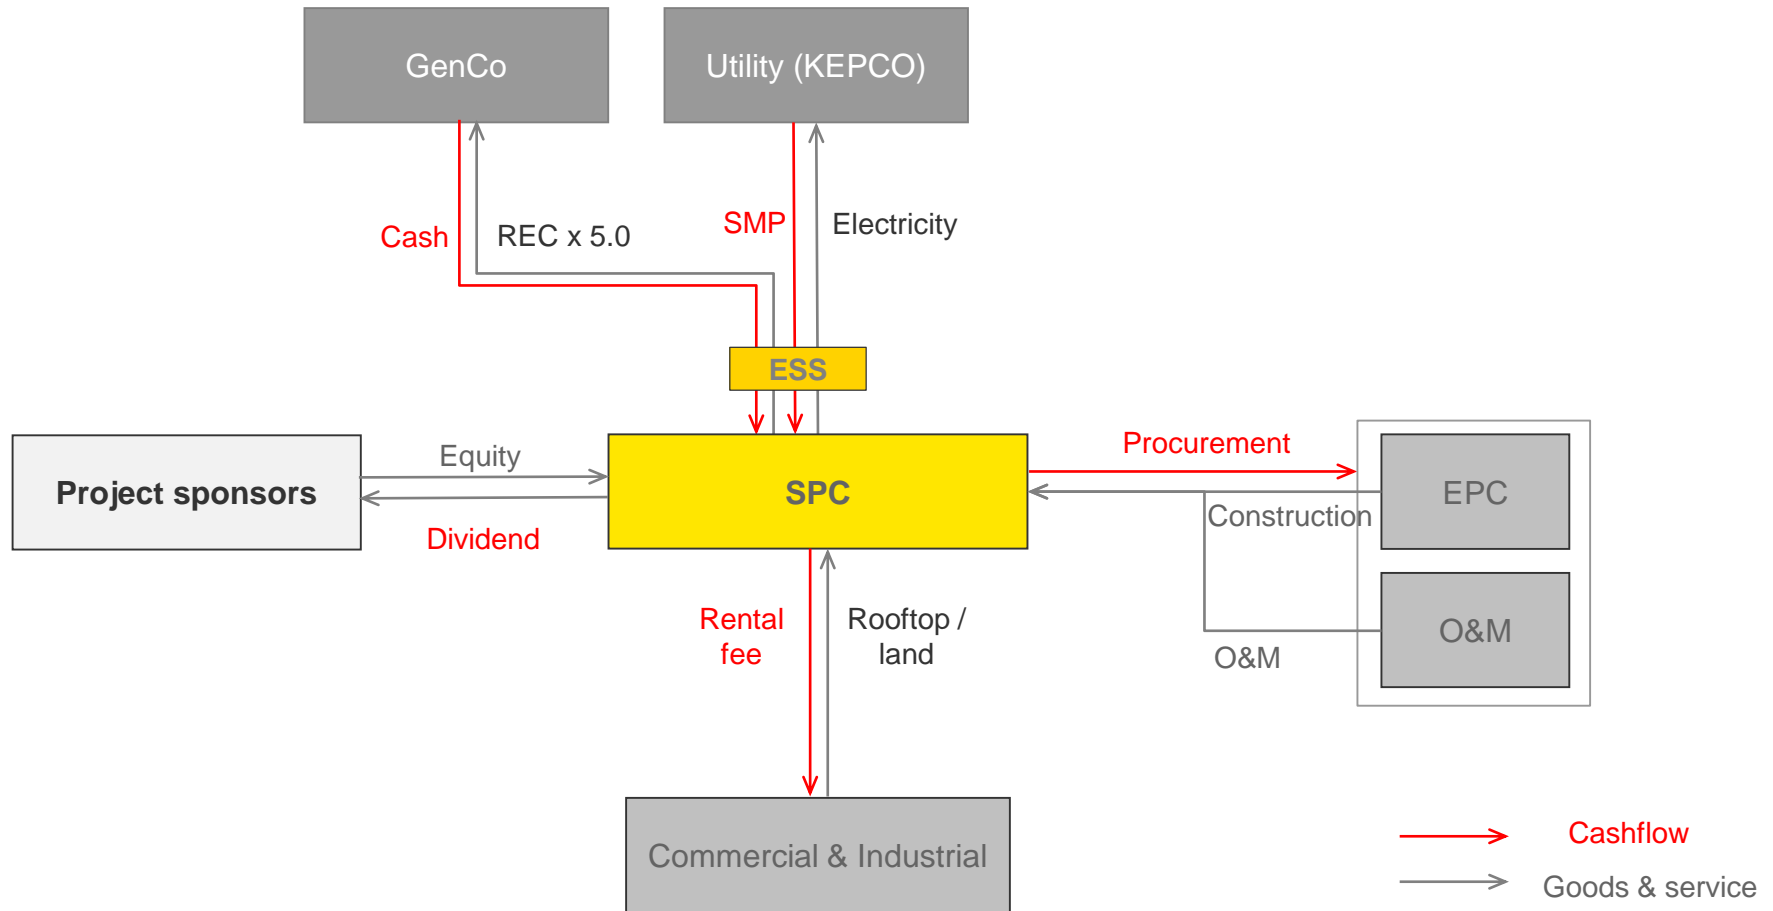 GenCo
Utility (KEPCO)
Cash
REC x 5.0
SMP
Electricity
ESS
Project sponsors
Equity
Dividend
SPC
Procurement
Construction
EPC
O&M
O&M
Rental
fee
Rooftop /
land
Commercial & Industrial
Cashflow
Goods & service